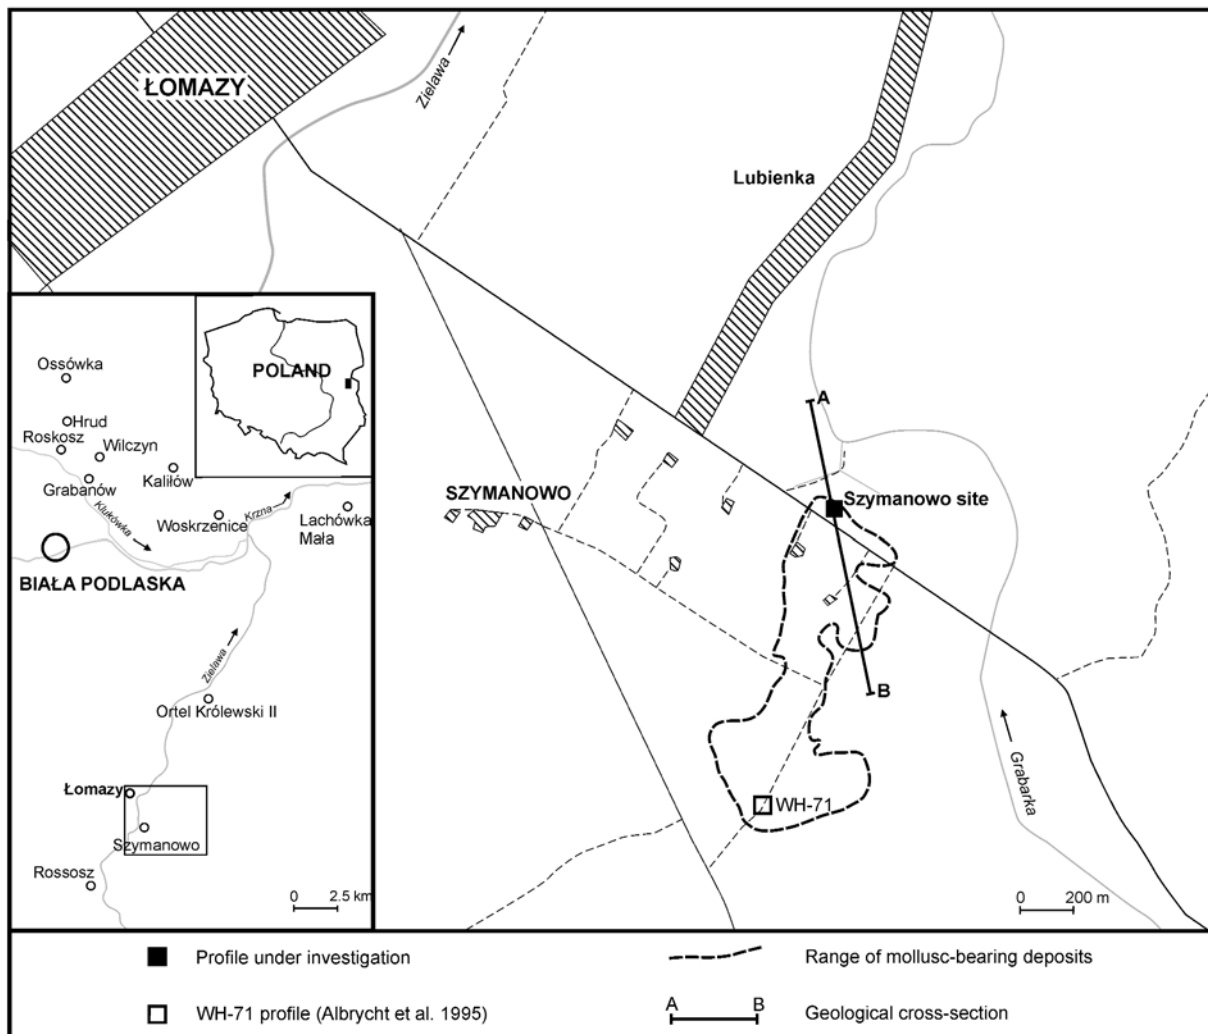 ŁOMAZY
Zielawa
Lubienka
A
Szymanowo site
SZYMANOWO
B
WH-71
Grabarka
0 200 m
POLAND
Ossówka
Hrud
Roskosz
Wilczyn
Grabanów
Kaliłów
Klukówka
Woskrzenice
Krzna
Lachówka
Mała
BIAŁA PODLASKA
Zielawa
Ortel Królewski II
Łomazy
Szymanowo
Rossosz
0 2.5 km
Profile under investigation
Range of mollusc-bearing deposits
WH-71 profile (Albrycht et al. 1995)
A B
Geological cross-section